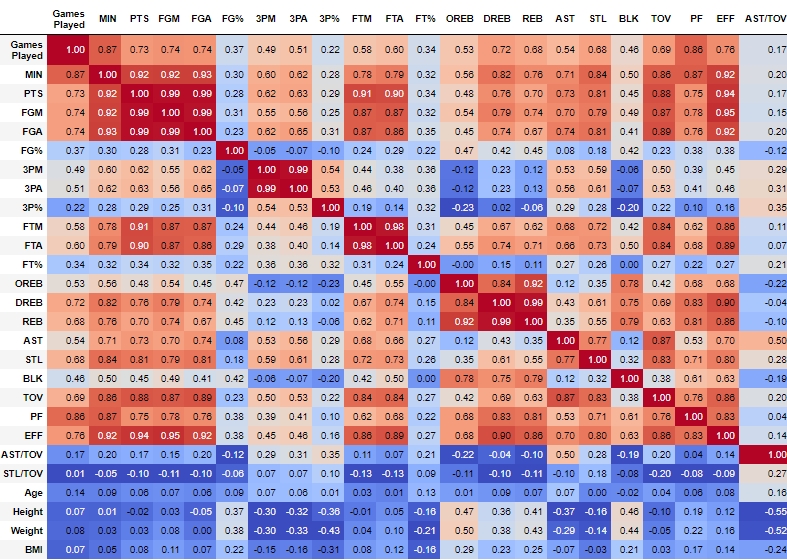 Games Played MIN PTS FGM FGA FG% 3PM 3PA 3P% FTM FTA FT% OREB DREB REB AST STL BLK TOV PF EFF AST/TOV
Games Played 1.00 0.87 0.73 0.74 0.74 0.37 0.49 0.51 0.22 0.58 0.60 0.34 0.53 0.72 0.68 0.54 0.68 0.46 0.69 0.86 0.76 0.17
MIN 0.87 1.00 0.92 0.92 0.93 0.30 0.60 0.62 0.28 0.78 0.79 0.32 0.56 0.82 0.76 0.71 0.84 0.50 0.86 0.87 0.92 0.20
PTS 0.73 0.92 1.00 0.99 0.99 0.28 0.62 0.63 0.29 0.91 0.90 0.34 0.48 0.76 0.70 0.73 0.81 0.45 0.88 0.75 0.94 0.17
FGM 0.74 0.92 0.99 1.00 0.99 0.31 0.55 0.56 0.25 0.87 0.87 0.32 0.54 0.79 0.74 0.70 0.79 0.49 0.87 0.78 0.95 0.15
FGA 0.74 0.93 0.99 0.99 1.00 0.23 0.62 0.65 0.31 0.87 0.86 0.35 0.45 0.74 0.67 0.74 0.81 0.41 0.89 0.76 0.92 0.20
FG% 0.37 0.30 0.28 0.31 0.23 1.00 -0.05 -0.07 -0.10 0.24 0.29 0.22 0.47 0.42 0.45 0.08 0.18 0.42 0.23 0.38 0.38 -0.12
3PM 0.49 0.60 0.62 0.55 0.62 -0.05 1.00 0.99 0.54 0.44 0.38 0.36 -0.12 0.23 0.12 0.53 0.59 -0.06 0.50 0.39 0.45 0.29
3PA 0.51 0.62 0.63 0.56 0.65 -0.07 0.99 1.00 0.53 0.46 0.40 0.36 -0.12 0.23 0.13 0.56 0.61 -0.07 0.53 0.41 0.46 0.31
3P% 0.22 0.28 0.29 0.25 0.31 -0.10 0.54 0.53 1.00 0.19 0.14 0.32 -0.23 0.02 -0.06 0.29 0.28 -0.20 0.22 0.10 0.16 0.35
FTM 0.58 0.78 0.91 0.87 0.87 0.24 0.44 0.46 0.19 1.00 0.98 0.31 0.45 0.67 0.62 0.68 0.72 0.42 0.84 0.62 0.86 0.11
FTA 0.60 0.79 0.90 0.87 0.86 0.29 0.38 0.40 0.14 0.98 1.00 0.24 0.55 0.74 0.71 0.66 0.73 0.50 0.84 0.68 0.89 0.07
FT% 0.34 0.32 0.34 0.32 0.35 0.22 0.36 0.36 0.32 0.31 0.24 1.00 -0.00 0.15 0.11 0.27 0.26 0.00 0.27 0.22 0.27 0.21
OREB 0.53 0.56 0.48 0.54 0.45 0.47 -0.12 -0.12 -0.23 0.45 0.55 -0.00 1.00 0.84 0.92 0.12 0.35 0.78 0.42 0.68 0.68 -0.22
DREB 0.72 0.82 0.76 0.79 0.74 0.42 0.23 0.23 0.02 0.67 0.74 0.15 0.84 1.00 0.99 0.43 0.61 0.75 0.69 0.83 0.90 -0.04
REB 0.68 0.76 0.70 0.74 0.67 0.45 0.12 0.13 -0.06 0.62 0.71 0.11 0.92 0.99 1.00 0.35 0.55 0.79 0.63 0.81 0.86 -0.10
AST 0.54 0.71 0.73 0.70 0.74 0.08 0.53 0.56 0.29 0.68 0.66 0.27 0.12 0.43 0.35 1.00 0.77 0.12 0.87 0.53 0.70 0.50
STL 0.68 0.84 0.81 0.79 0.81 0.18 0.59 0.61 0.28 0.72 0.73 0.26 0.35 0.61 0.55 0.77 1.00 0.32 0.83 0.71 0.80 0.28
BLK 0.46 0.50 0.45 0.49 0.41 0.42 -0.06 -0.07 -0.20 0.42 0.50 0.00 0.78 0.75 0.79 0.12 0.32 1.00 0.38 0.61 0.63 -0.19
TOV 0.69 0.86 0.88 0.87 0.89 0.23 0.50 0.53 0.22 0.84 0.84 0.27 0.42 0.69 0.63 0.87 0.83 0.38 1.00 0.76 0.86 0.20
PF 0.86 0.87 0.75 0.78 0.76 0.38 0.39 0.41 0.10 0.62 0.68 0.22 0.68 0.83 0.81 0.53 0.71 0.61 0.76 1.00 0.83 0.04
EFF 0.76 0.92 0.94 0.95 0.92 0.38 0.45 0.46 0.16 0.86 0.89 0.27 0.68 0.90 0.86 0.70 0.80 0.63 0.86 0.83 1.00 0.14
AST/TOV 0.17 0.20 0.17 0.15 0.20 -0.12 0.29 0.31 0.35 0.11 0.07 0.21 -0.22 -0.04 -0.10 0.50 0.28 -0.19 0.20 0.04 0.14 1.00
STL/TOV 0.01 -0.05 -0.10 -0.11 -0.10 -0.06 0.07 0.07 0.10 -0.13 -0.13 0.09 -0.11 -0.10 -0.11 -0.10 0.18 -0.08 -0.20 -0.08 -0.09 0.27
Age 0.14 0.09 0.06 0.07 0.06 0.09 0.07 0.06 0.01 0.03 0.01 0.13 0.01 0.09 0.07 0.07 0.00 -0.02 0.04 0.06 0.08 0.16
Height 0.07 0.01 -0.02 0.03 -0.05 0.37 -0.30 -0.32 -0.36 -0.01 0.05 -0.16 0.47 0.36 0.41 -0.37 -0.16 0.44 -0.10 0.19 0.12 -0.55
Weight 0.08 0.03 0.03 0.08 0.00 0.38 -0.30 -0.33 -0.43 0.04 0.10 -0.21 0.50 0.38 0.43 -0.29 -0.14 0.44 -0.05 0.22 0.16 -0.52
BMI 0.07 0.05 0.08 0.11 0.07 0.22 -0.15 -0.16 -0.31 0.08 0.12 -0.16 0.29 0.23 0.25 -0.07 -0.03 0.21 0.03 0.17 0.14 -0.24